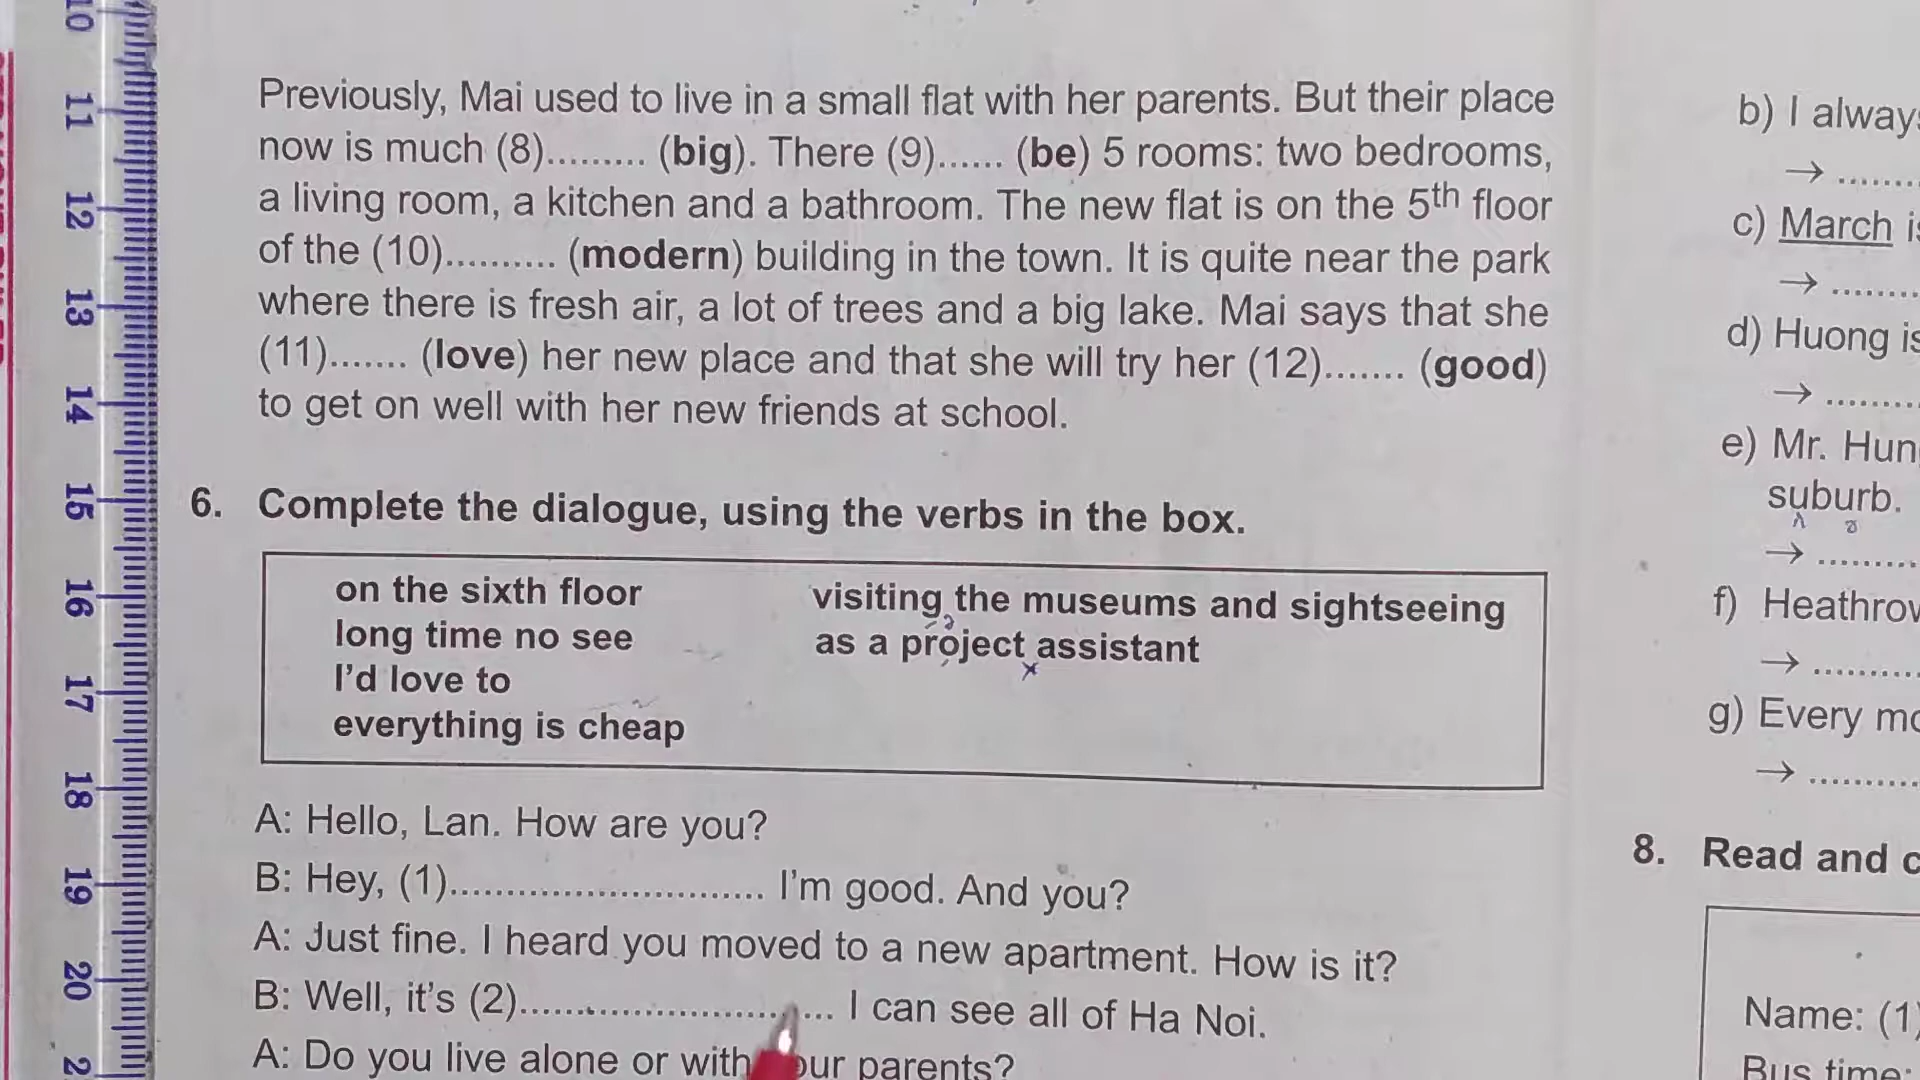 Previously, Mai used to live in a small flat with her parents. But their place
now is much (8)......... (big). There (9)...... (be) 5 rooms: two bedrooms,
a living room, a kitchen and a bathroom. The new flat is on the 5th floor
of the (10).......... (modern) building in the town. It is quite near the park
where there is fresh air, a lot of trees and a big lake. Mai says that she
(11)....... (love) her new place and that she will try her (12)....... (good)
to get on well with her new friends at school.
6. Complete the dialogue, using the verbs in the box.
on the sixth floor
long time no see
I'd love to
everything is cheap
visiting the museums and sightseeing
as a project assistant
A: Hello, Lan. How are you?
B: Hey, (1)............................ I'm good. And you?
A: Just fine. I heard you moved to a new apartment. How is it?
B: Well, it's (2)............................ I can see all of Ha Noi.
A: Do you live alone or with our parents?
b) I always
→ .......
c) March is
→ ........
d) Huong is
→ ........
e) Mr. Hun
suburb.
→ .........
f) Heathrow
→ .........
g) Every mo
→ .........
8. Read and c
Name: (1)
Bus time:
10
11
12
13
14
15
16
17
18
19
20
2